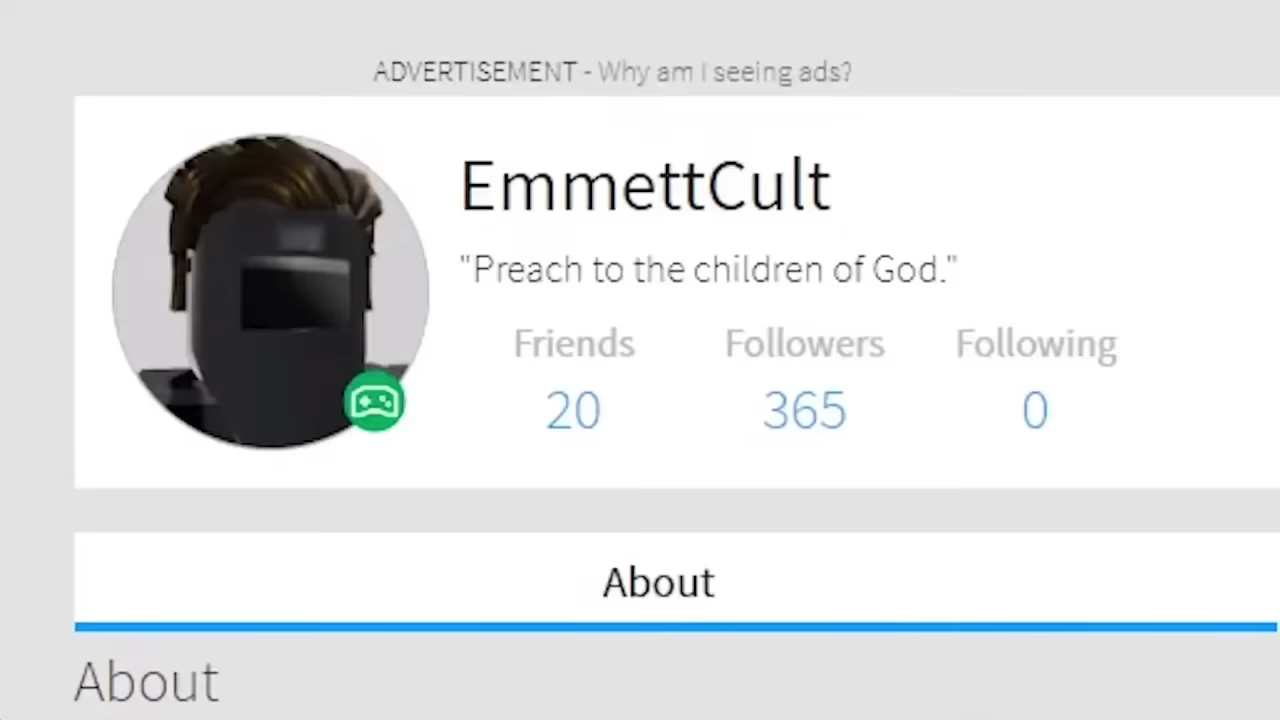 ADVERTISEMENT - Why am I seeing ads?
EmmettCult
"Preach to the children of God."
Friends Followers Following
20 365 0
About
About